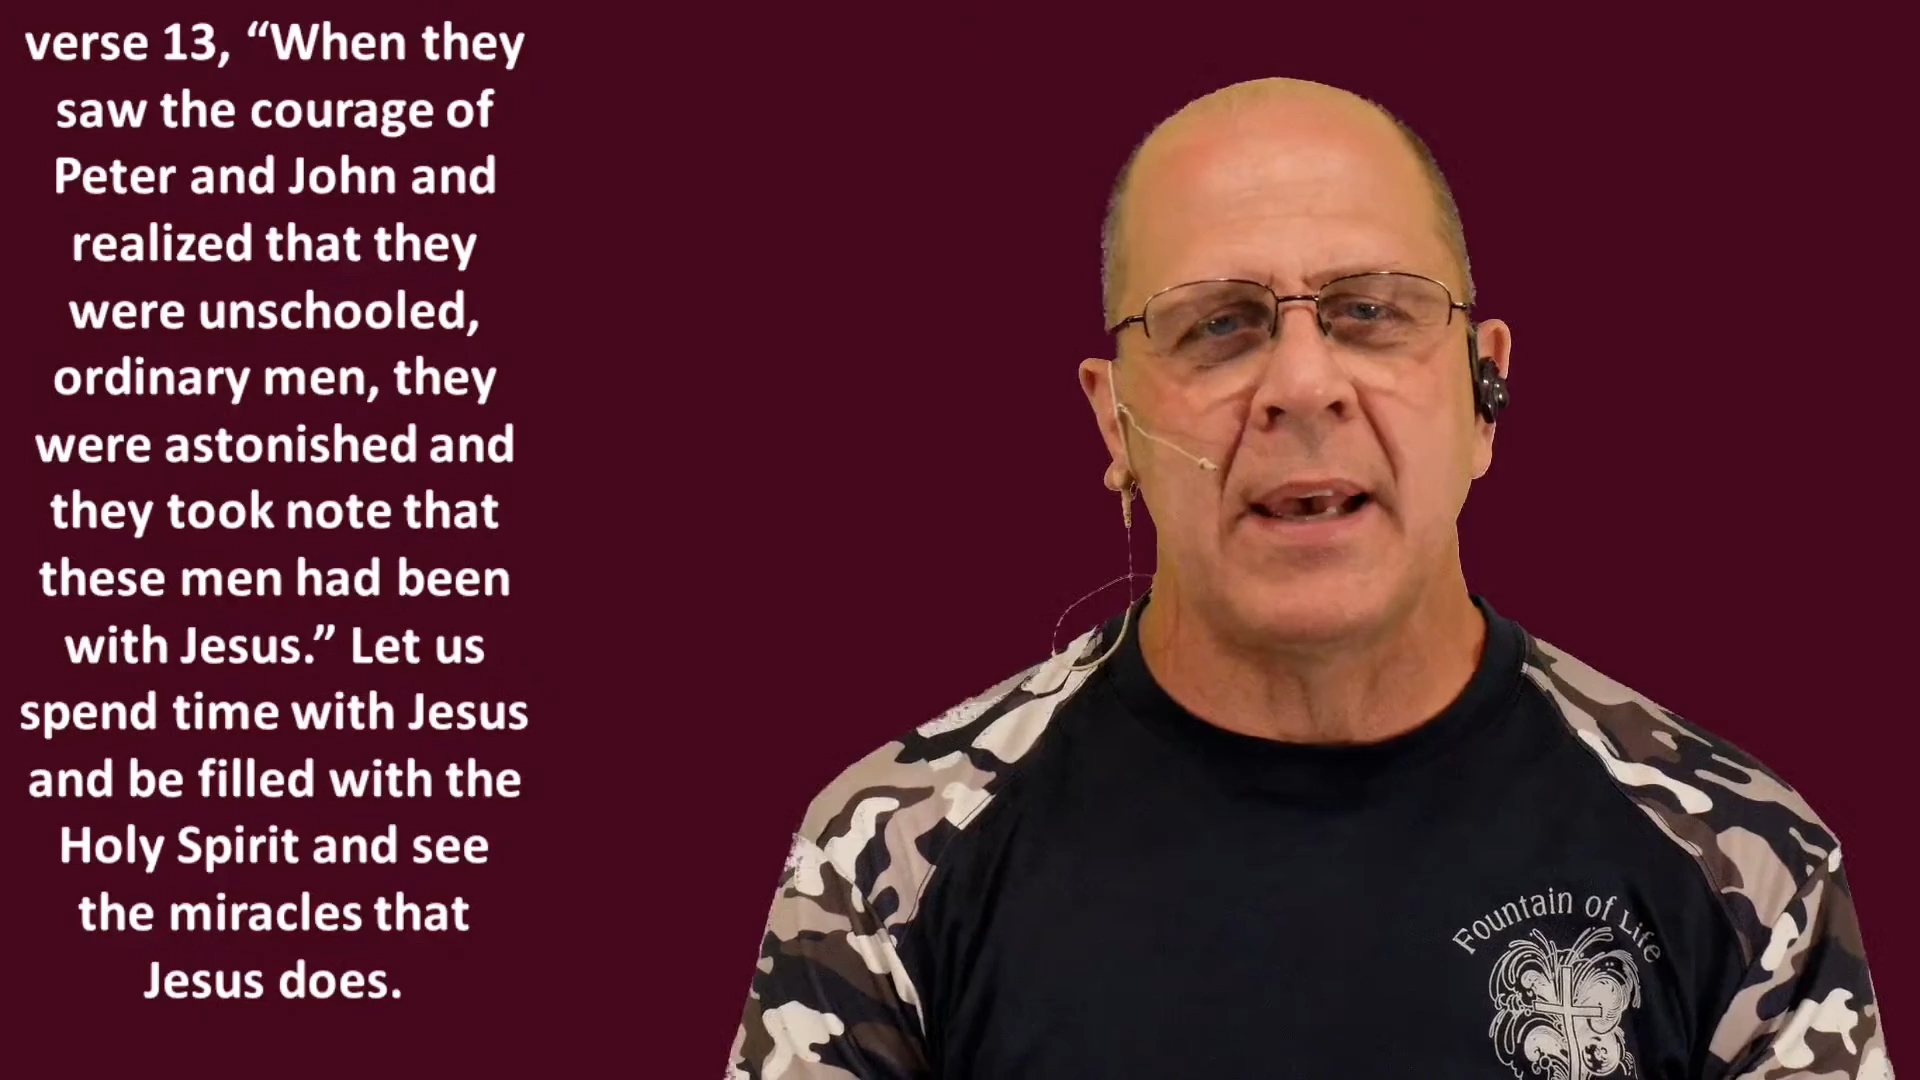 verse 13, “When they
saw the courage of
Peter and John and
realized that they
were unschooled,
ordinary men, they
were astonished and
they took note that
these men had been
with Jesus.” Let us
spend time with Jesus
and be filled with the
Holy Spirit and see
the miracles that
Jesus does.
Fountain of Life